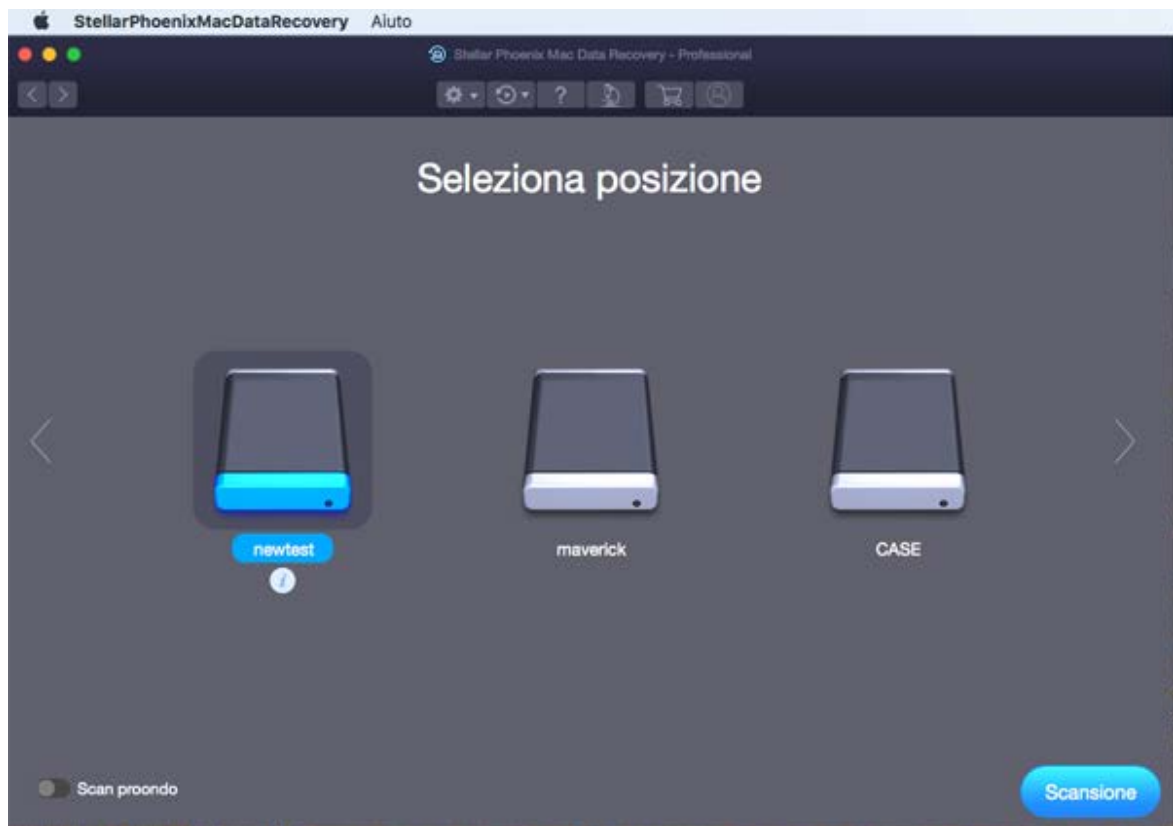 StellarPhoenixMacDataRecovery Aiuto
Stellar Phoenix Mac Data Recovery - Professional
?
Seleziona posizione
newtest
i
maverick
CASE
Scan proondo
Scansione